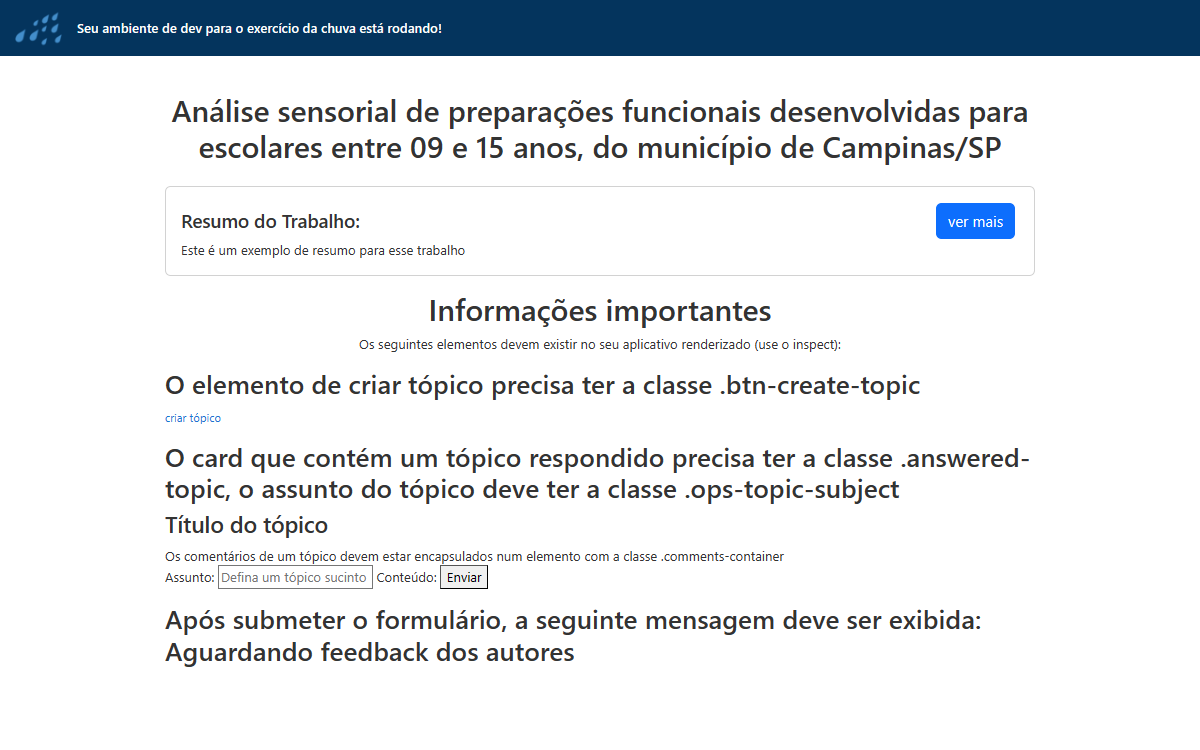 Seu ambiente de dev para o exercício da chuva está rodando!
Análise sensorial de preparações funcionais desenvolvidas para
escolares entre 09 e 15 anos, do município de Campinas/SP
Resumo do Trabalho:
ver mais
Este é um exemplo de resumo para esse trabalho
Informações importantes
Os seguintes elementos devem existir no seu aplicativo renderizado (use o inspect):
O elemento de criar tópico precisa ter a classe .btn-create-topic
criar tópico
O card que contém um tópico respondido precisa ter a classe .answered-
topic, o assunto do tópico deve ter a classe .ops-topic-subject
Título do tópico
Os comentários de um tópico devem estar encapsulados num elemento com a classe .comments-container
Assunto: Defina um tópico sucinto Conteúdo: Enviar
Após submeter o formulário, a seguinte mensagem deve ser exibida:
Aguardando feedback dos autores